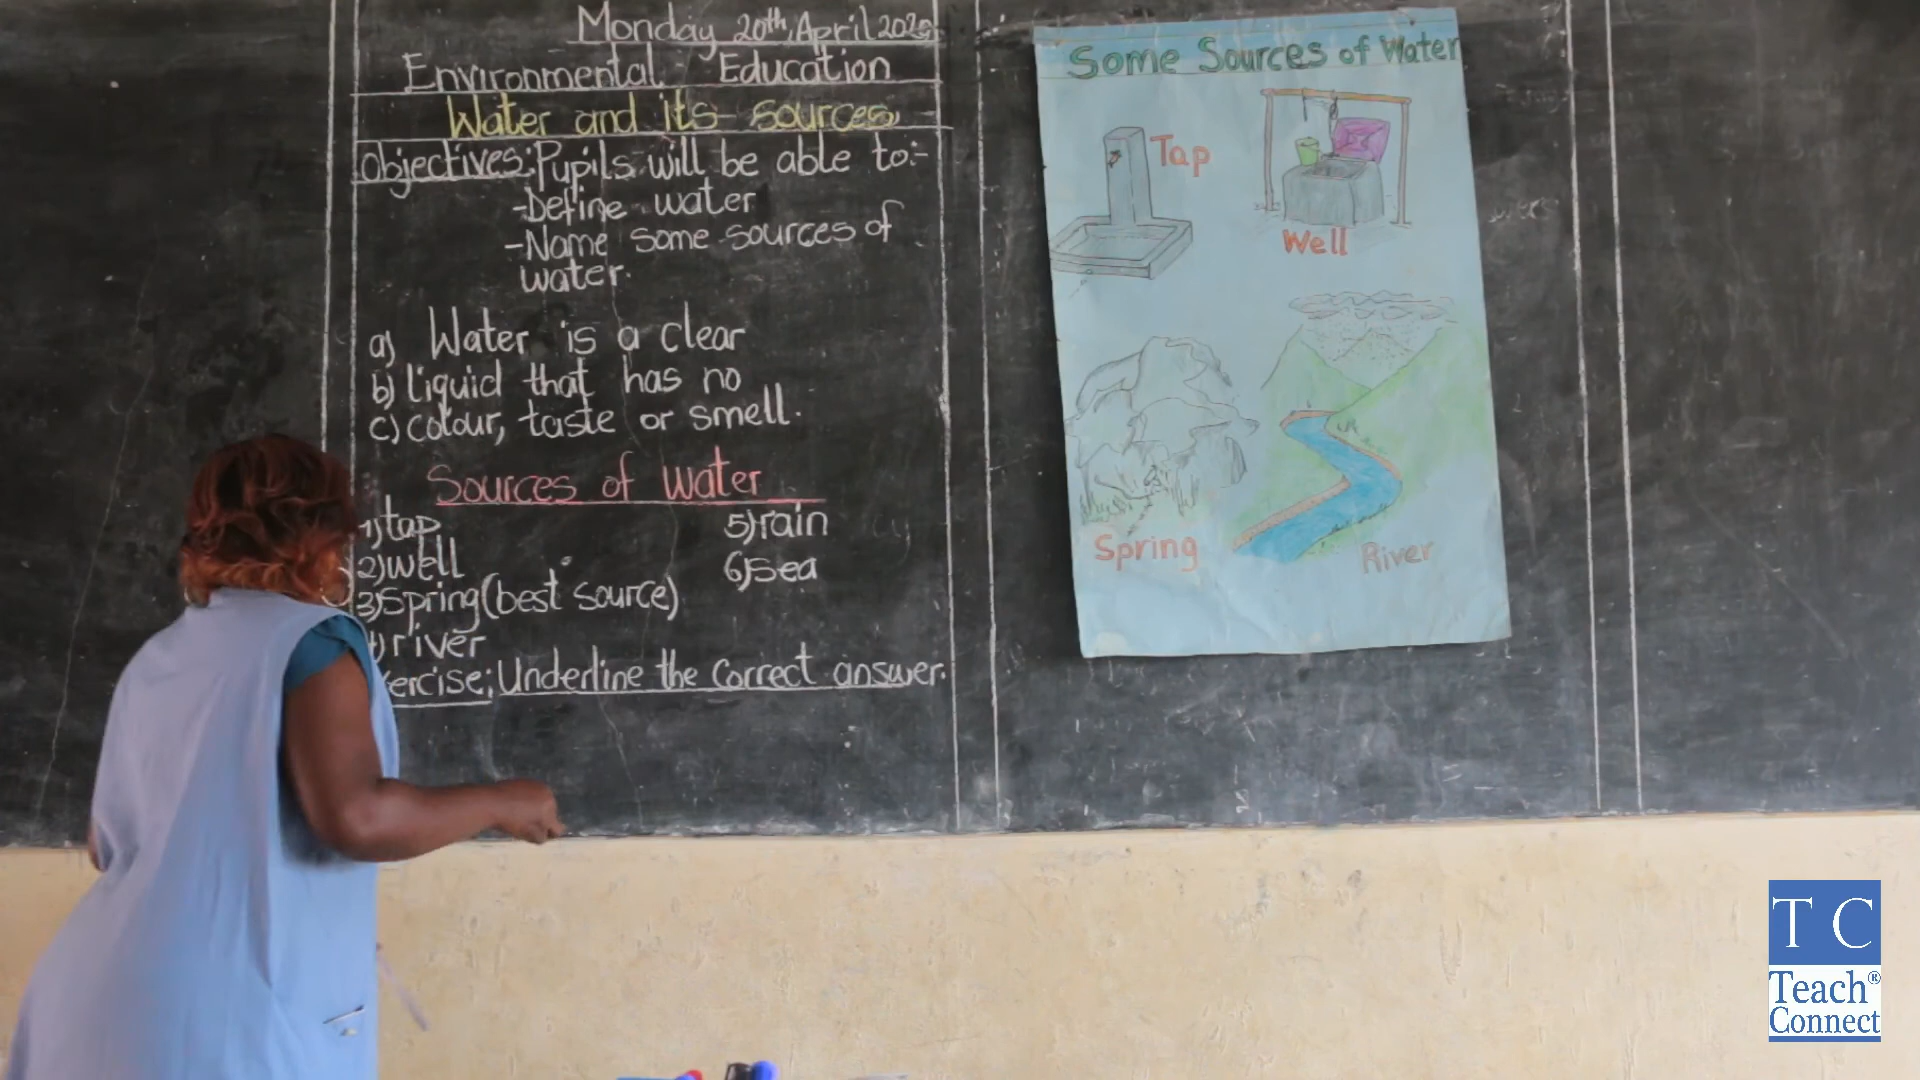 Monday 20th, April 2020
Environmental Education
Water and its sources
Objectives: Pupils will be able to:-
-Define water
-Name some sources of
water.
a) Water is a clear
b) liquid that has no
c) colour, taste or smell.
Sources of water
1) tap
2) well
3) Spring (best source)
4) river
5) rain
6) sea
ercise; Underline the correct answer.
Some Sources of Water
Tap
Well
Spring
River
T C
Teach®
Connect